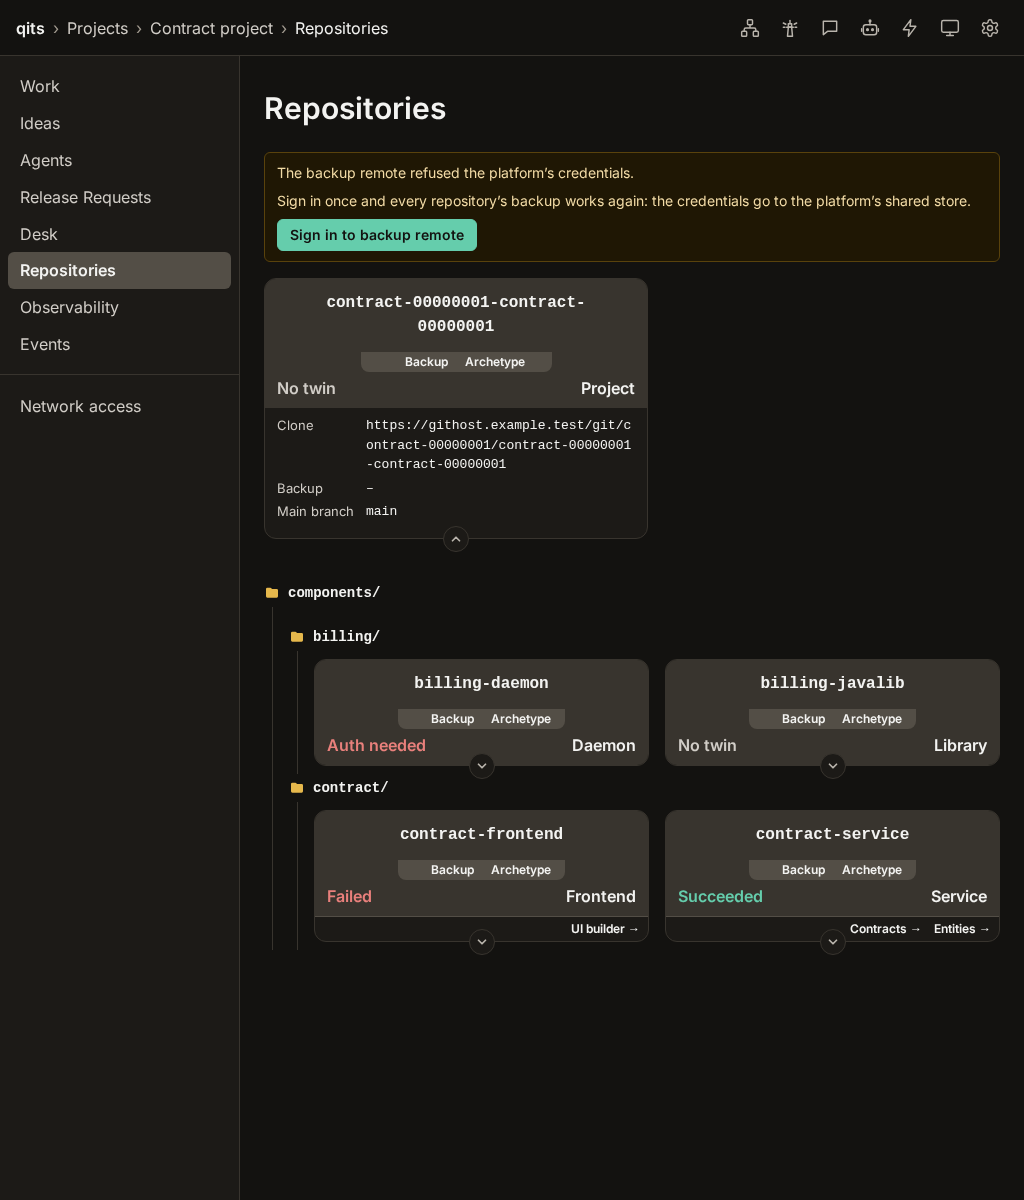 qits › Projects › Contract project › Repositories
Work
Ideas
Agents
Release Requests
Desk
Repositories
Observability
Events
Network access
Repositories
The backup remote refused the platform’s credentials.
Sign in once and every repository’s backup works again: the credentials go to the platform’s shared store.
Sign in to backup remote
contract-00000001-contract-
00000001
Backup Archetype
No twin Project
Clone https://githost.example.test/git/c
ontract-00000001/contract-00000001
-contract-00000001
Backup –
Main branch main
components/
billing/
billing-daemon
Backup Archetype
Auth needed Daemon
billing-javalib
Backup Archetype
No twin Library
contract/
contract-frontend
Backup Archetype
Failed Frontend
UI builder →
contract-service
Backup Archetype
Succeeded Service
Contracts → Entities →